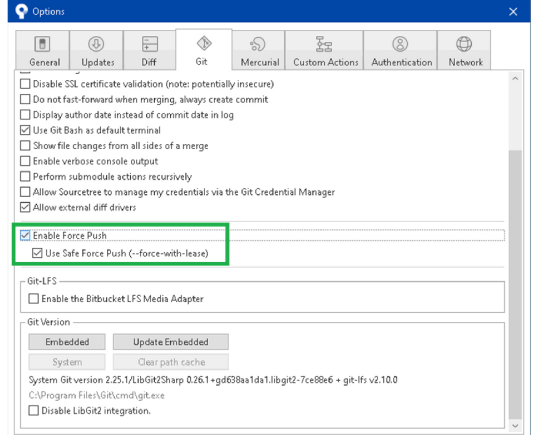 Options
General Updates Diff Git Mercurial Custom Actions Authentication Network
Disable SSL certificate validation (note: potentially insecure)
Do not fast-forward when merging, always create commit
Display author date instead of commit date in log
Use Git Bash as default terminal
Show file changes from all sides of a merge
Enable verbose console output
Perform submodule actions recursively
Allow Sourcetree to manage my credentials via the Git Credential Manager
Allow external diff drivers
Enable Force Push
Use Safe Force Push (--force-with-lease)
Git-LFS
Enable the Bitbucket LFS Media Adapter
Git Version
Embedded Update Embedded
System Clear path cache
System Git version 2.25.1/LibGit2Sharp 0.26.1+gd638aa1da1.libgit2-7ce88e6 + git-lfs v2.10.0
C:\Program Files\Git\cmd\git.exe
Disable LibGit2 integration.